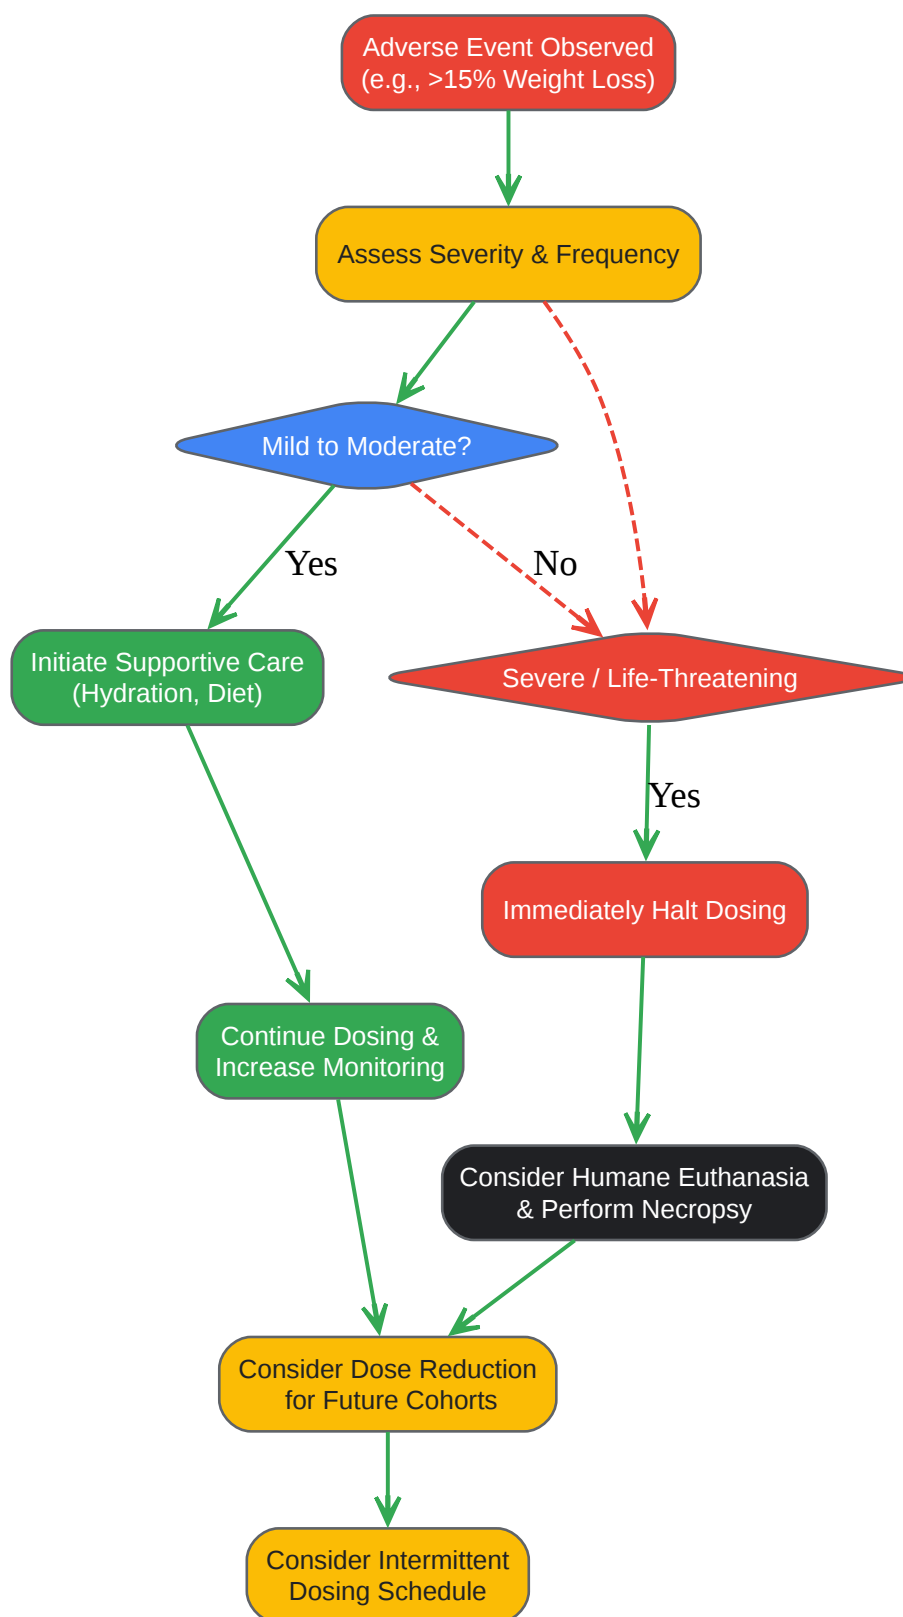 Adverse Event Observed
(e.g., >15% Weight Loss)
Assess Severity & Frequency
Mild to Moderate?
Yes
No
Initiate Supportive Care
(Hydration, Diet)
Severe / Life-Threatening
Yes
Immediately Halt Dosing
Continue Dosing &
Increase Monitoring
Consider Humane Euthanasia
& Perform Necropsy
Consider Dose Reduction
for Future Cohorts
Consider Intermittent
Dosing Schedule